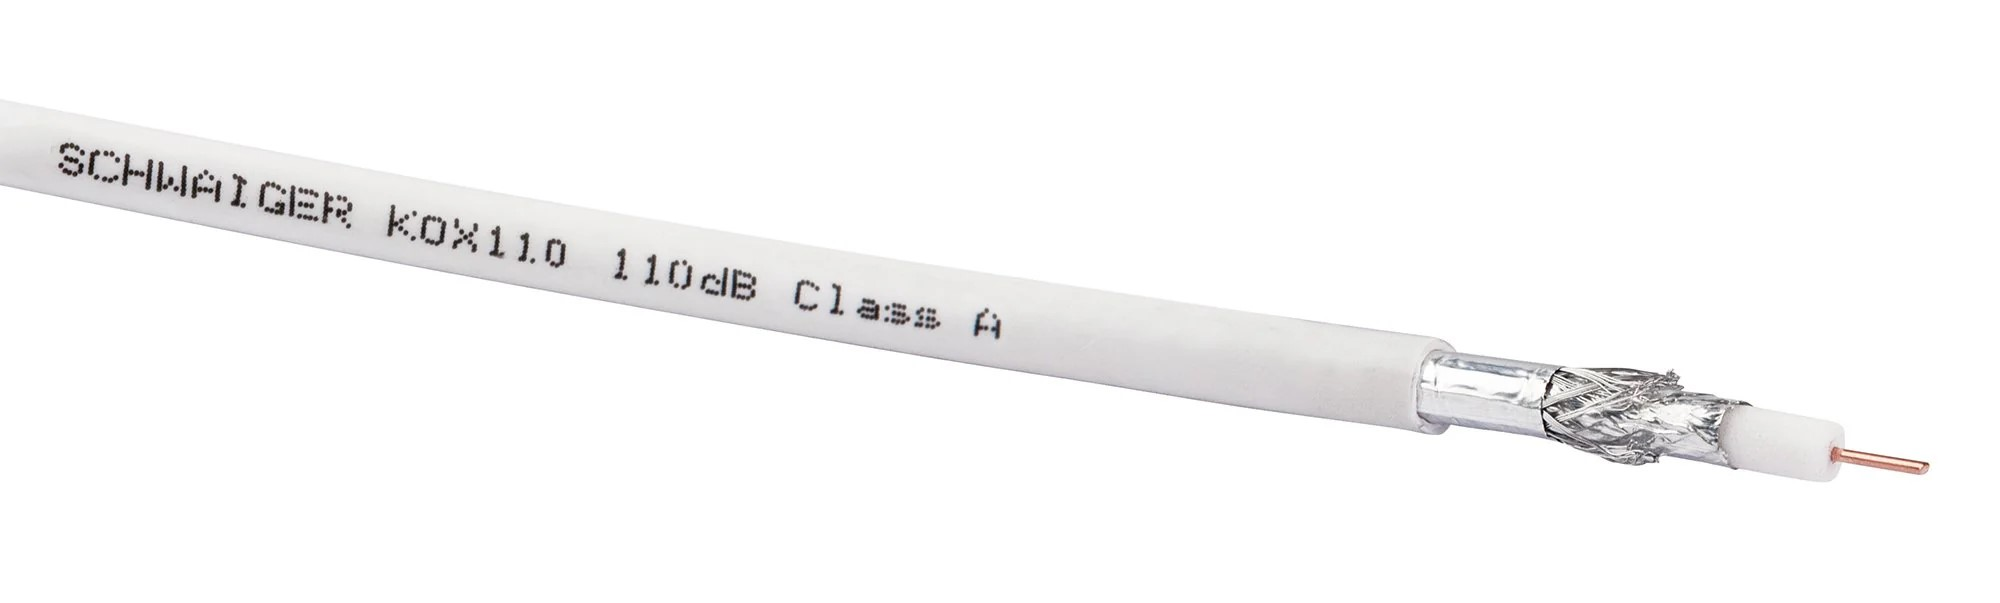 SCHWAIGER KOX110 110dB Class A